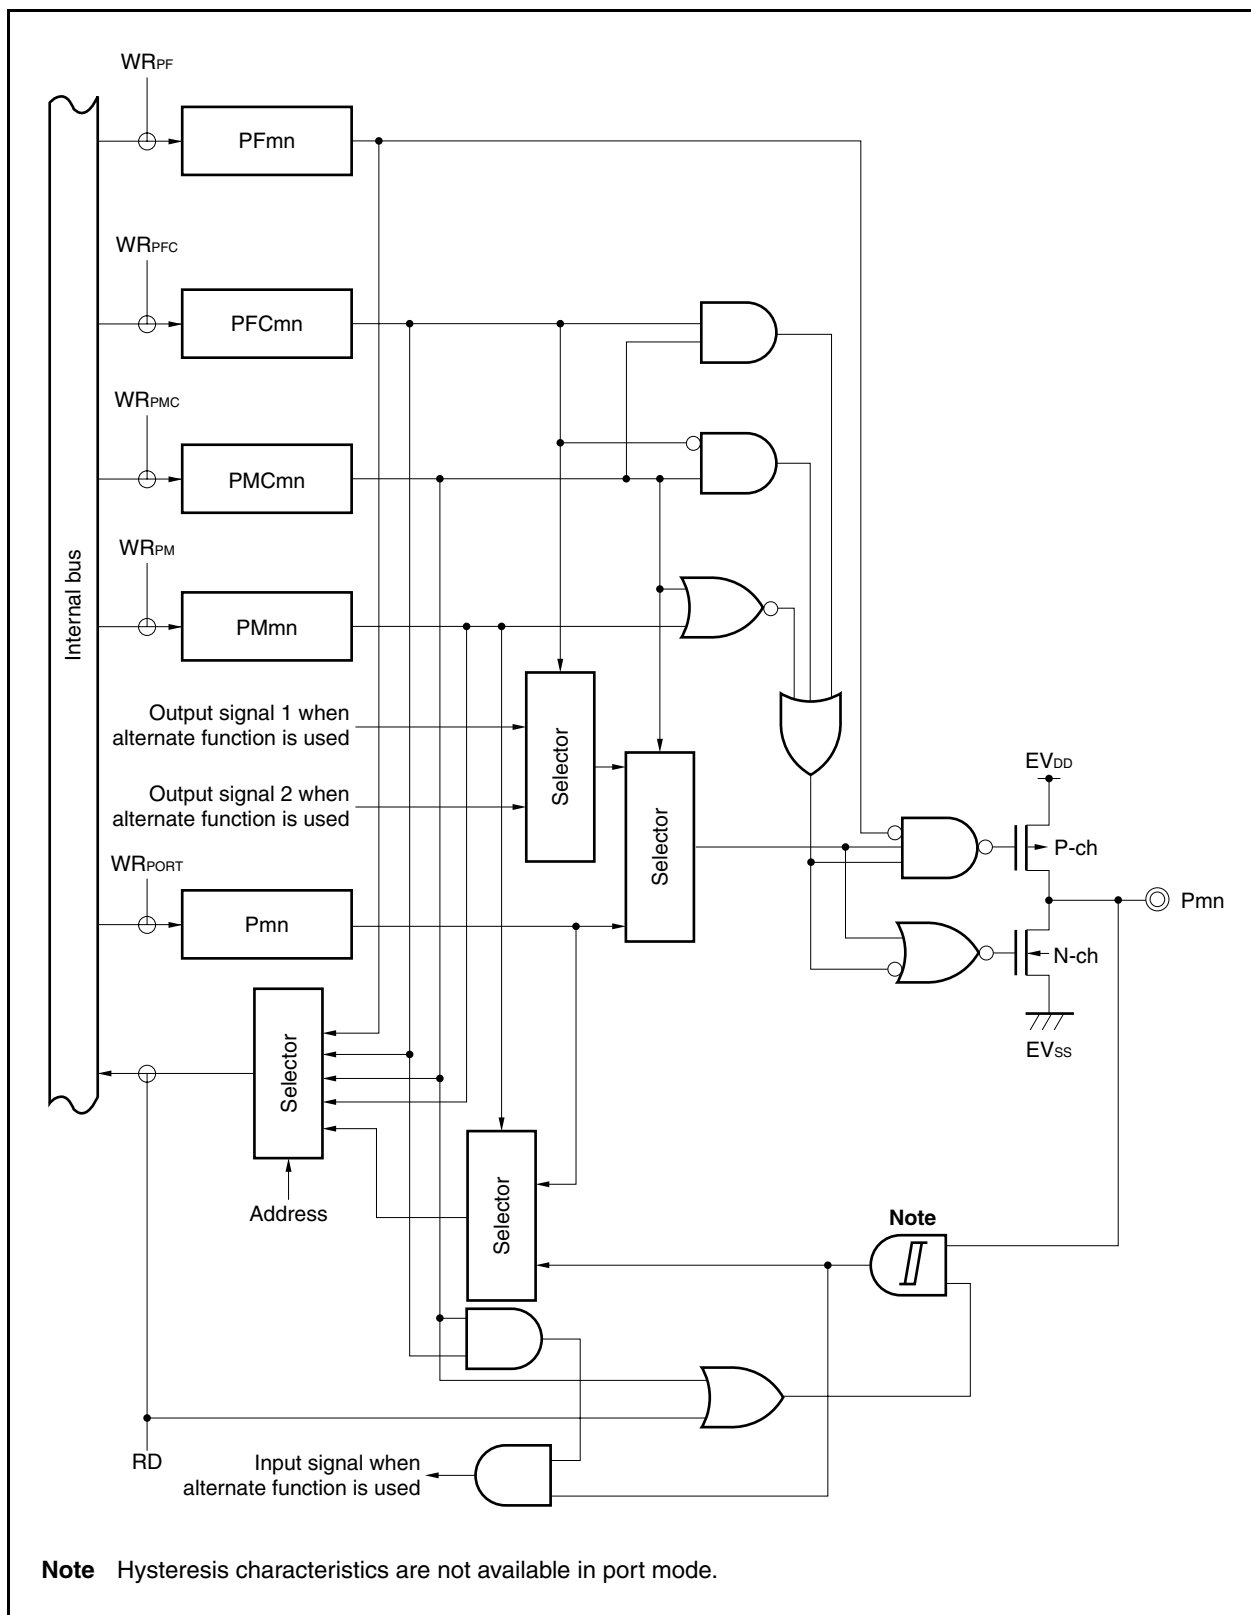 WRPF
PFmn
WRPFC
PFCmn
WRPMC
PMCmn
WRPM
PMmn
Internal bus
Output signal 1 when
alternate function is used
Output signal 2 when
alternate function is used
Selector
Selector
EVDD
P-ch
WRPORT
Pmn
Pmn
N-ch
EVSS
Selector
Address
Selector
Note
RD
Input signal when
alternate function is used
Note Hysteresis characteristics are not available in port mode.